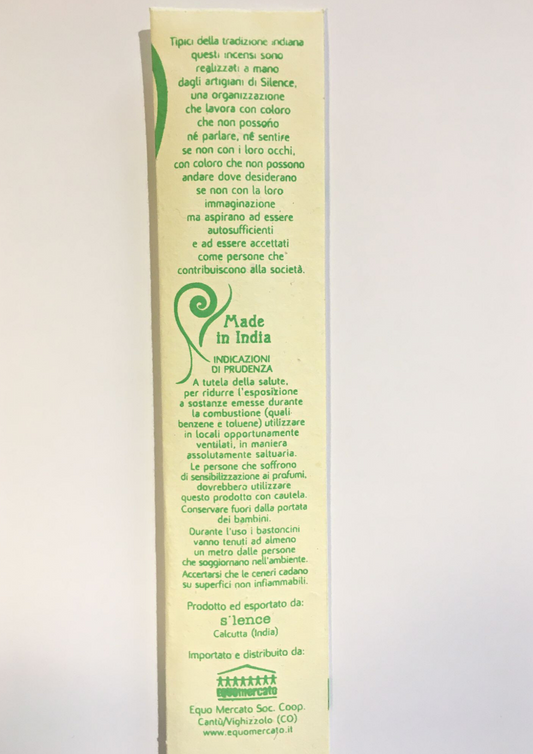 Tipici della tradizione indiana
questi incensi sono
realizzati a mano
dagli artigiani di Silence,
una organizzazione
che lavora con coloro
che non possono
né parlare, né sentire
se non con i loro occhi,
con coloro che non possono
andare dove desiderano
se non con la loro
immaginazione
ma aspirano ad essere
autosufficienti
e ad essere accettati
come persone che
contribuiscono alla società.
Made
in India
INDICAZIONI
DI PRUDENZA
A tutela della salute,
per ridurre l'esposizione
a sostanze emesse durante
la combustione (quali
benzene e toluene) utilizzare
in locali opportunamente
ventilati, in maniera
assolutamente saltuaria.
Le persone che soffrono
di sensibilizzazione ai profumi,
dovrebbero utilizzare
questo prodotto con cautela.
Conservare fuori dalla portata
dei bambini.
Durante l'uso i bastoncini
vanno tenuti ad almeno
un metro dalle persone
che soggiornano nell'ambiente.
Accertarsi che le ceneri cadano
su superfici non infiammabili.
Prodotto ed esportato da:
s'lence
Calcutta (India)
Importato e distribuito da:
equomercato
Equo Mercato Soc. Coop.
Cantù/Vighizzolo (CO)
www.equomercato.it